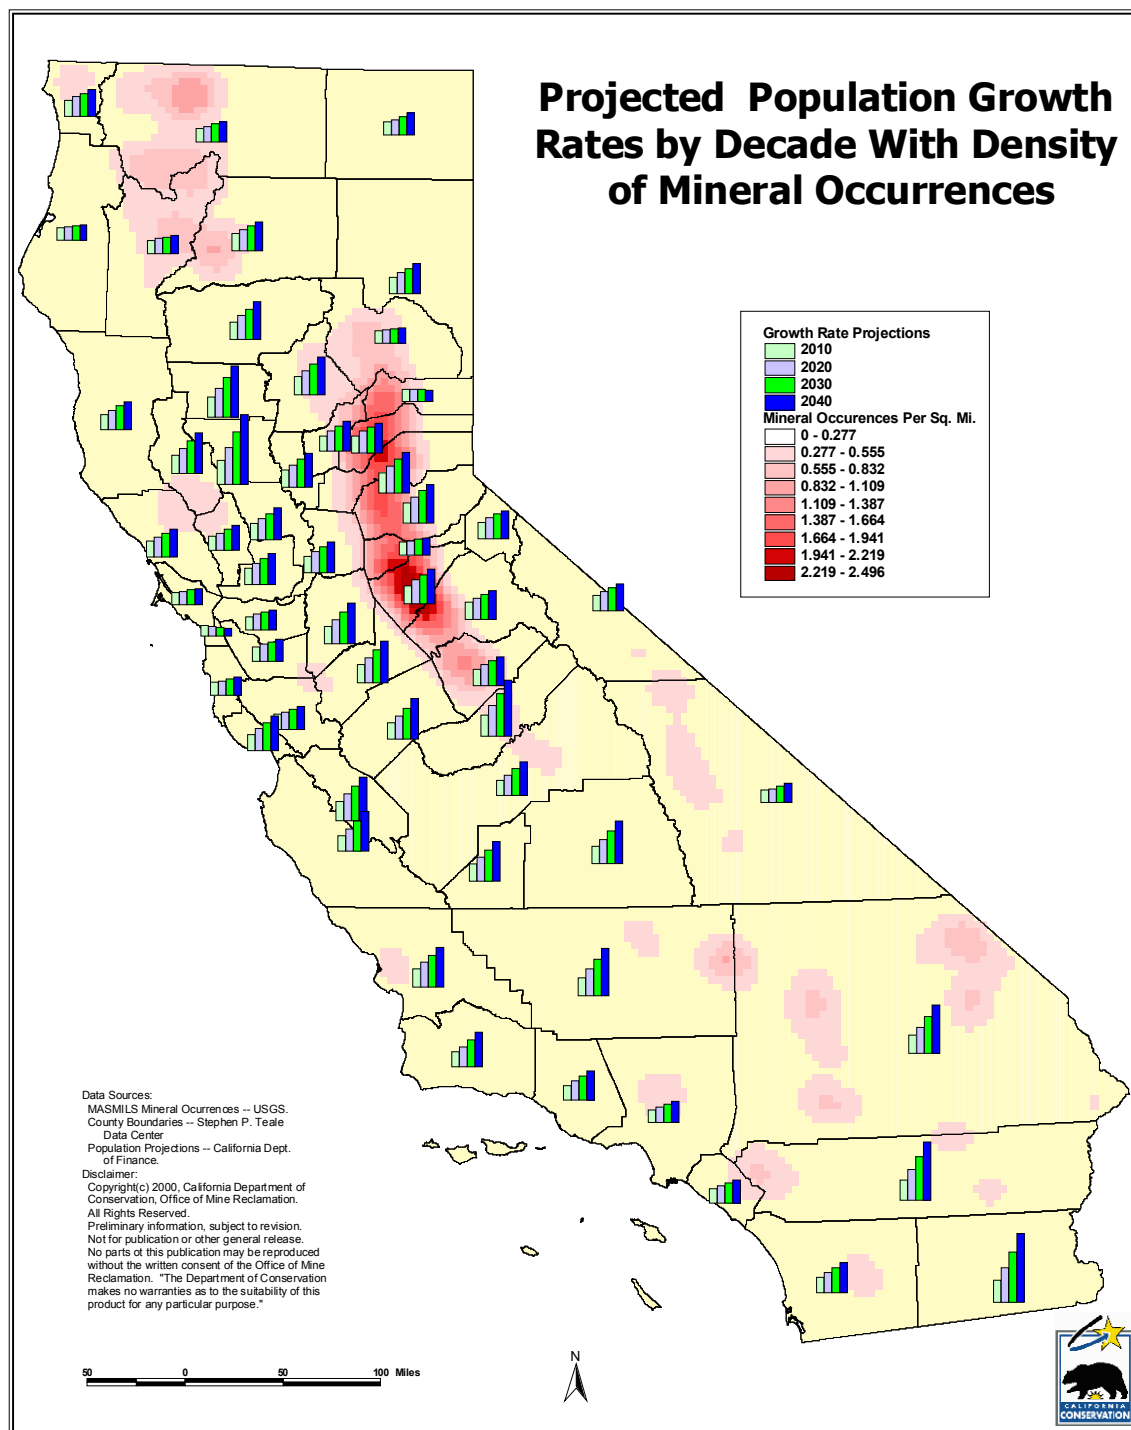 Projected Population Growth
Rates by Decade With Density
of Mineral Occurrences
Growth Rate Projections
2010
2020
2030
2040
Mineral Occurences Per Sq. Mi.
0 - 0.277
0.277 - 0.555
0.555 - 0.832
0.832 - 1.109
1.109 - 1.387
1.387 - 1.664
1.664 - 1.941
1.941 - 2.219
2.219 - 2.496
Data Sources:
MASMILS Mineral Ocurrences -- USGS.
County Boundaries -- Stephen P. Teale
Data Center
Population Projections -- California Dept.
of Finance.
Disclaimer:
Copyright(c) 2000, California Department of
Conservation, Office of Mine Reclamation.
All Rights Reserved.
Preliminary information, subject to revision.
Not for publication or other general release.
No parts ot this publication may be reproduced
without the written consent of the Office of Mine
Reclamation. "The Department of Conservation
makes no warranties as to the suitability of this
product for any particular purpose."
50 0 50 100 Miles
N
CALIFORNIA
CONSERVATION